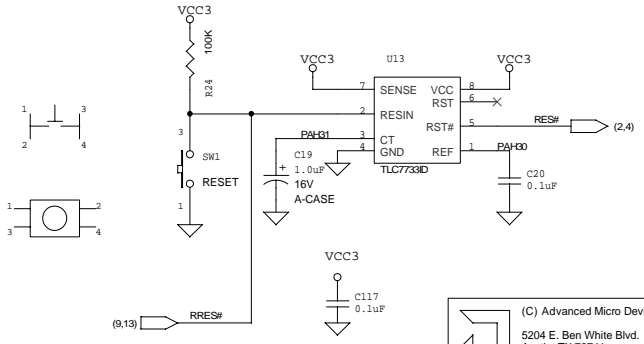 VCC3
100K
R24
VCC3
U13
VCC3
7 SENSE VCC 8
RST 6
2 RESIN
RST# 5 RES# (2,4)
PAH31 3 CT
4 GND REF 1 PAH30
TLC7733ID
1 3
2 4
3
SW1
RESET
1
C19
+ 1.0uF
16V
A-CASE
C20
0.1uF
1 2
3 4
VCC3
C117
0.1uF
(9,13) RRES#
(C) Advanced Micro Devi
5204 E. Ben White Blvd.